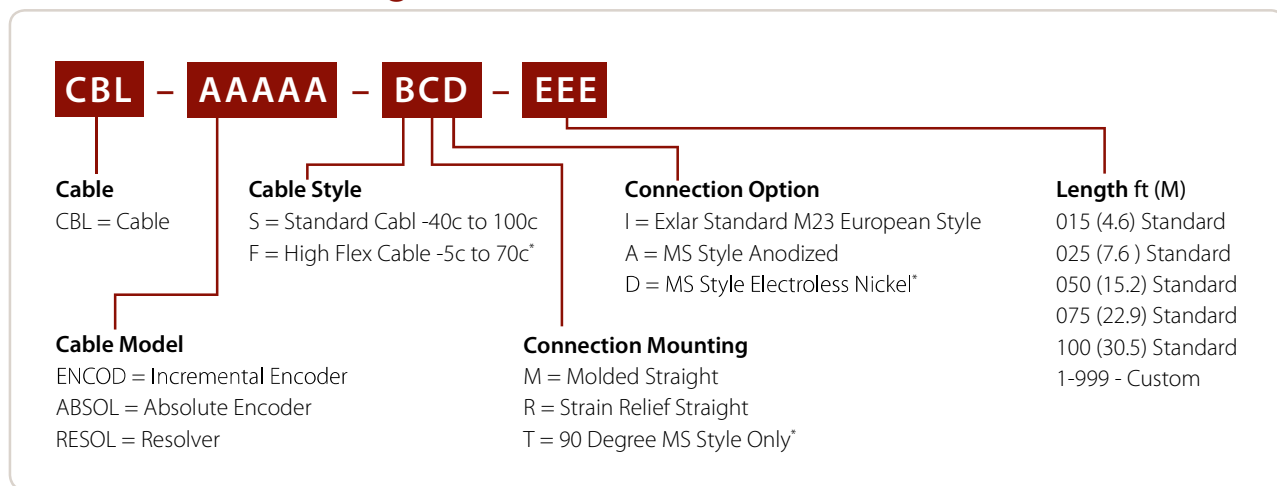 CBL – AAAAA – BCD – EEE
Cable
CBL = Cable
Cable Style
S = Standard Cabl -40c to 100c
F = High Flex Cable -5c to 70c*
Connection Option
I = Exlar Standard M23 European Style
A = MS Style Anodized
D = MS Style Electroless Nickel*
Length ft (M)
015 (4.6) Standard
025 (7.6 ) Standard
050 (15.2) Standard
075 (22.9) Standard
100 (30.5) Standard
1-999 - Custom
Cable Model
ENCOD = Incremental Encoder
ABSOL = Absolute Encoder
RESOL = Resolver
Connection Mounting
M = Molded Straight
R = Strain Relief Straight
T = 90 Degree MS Style Only*